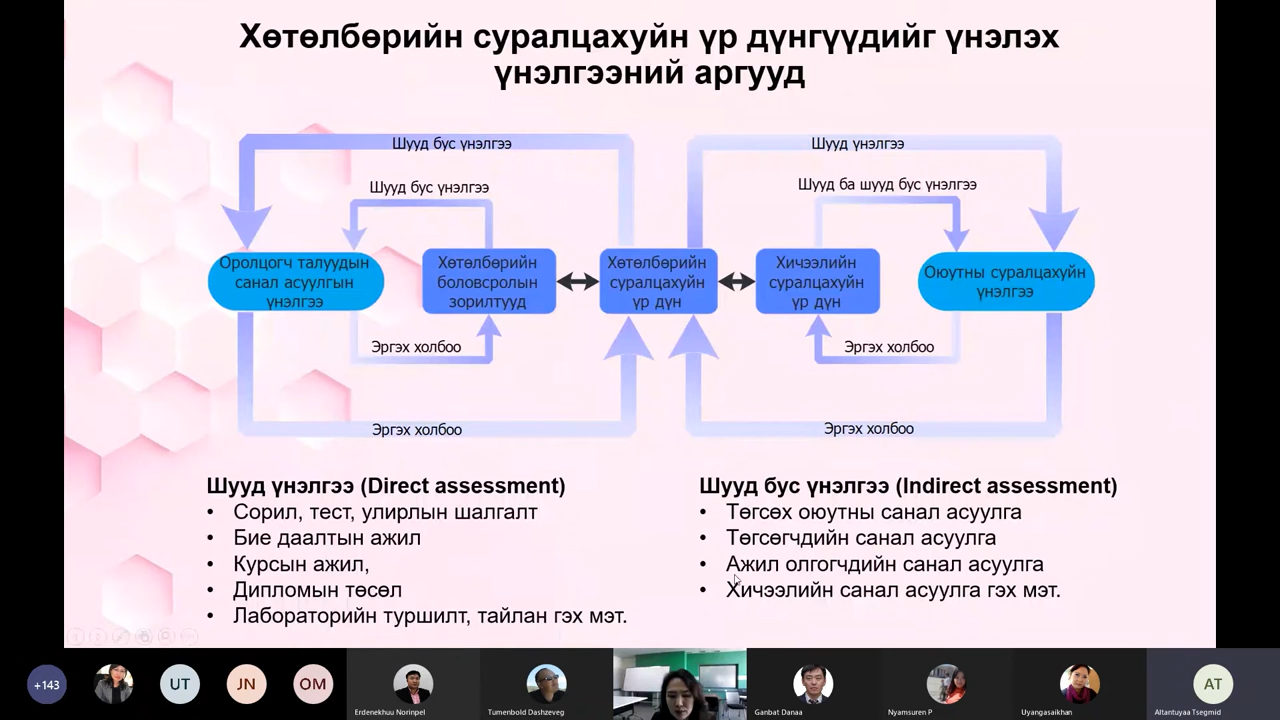 Хөтөлбөрийн суралцахуйн үр дүнгүүдийг үнэлэх
үнэлгээний аргууд
Шууд бус үнэлгээ
Шууд үнэлгээ
Шууд бус үнэлгээ
Шууд ба шууд бус үнэлгээ
Оролцогч талуудын
санал асуулгын
үнэлгээ
Хөтөлбөрийн
боловсролын
зорилтууд
Хөтөлбөрийн
суралцахуйн
үр дүн
Хичээлийн
суралцахуйн
үр дүн
Оюутны суралцахуйн
үнэлгээ
Эргэх холбоо
Эргэх холбоо
Эргэх холбоо
Эргэх холбоо
Шууд үнэлгээ (Direct assessment)
• Сорил, тест, улирлын шалгалт
• Бие даалтын ажил
• Курсын ажил,
• Дипломын төсөл
• Лабораторийн туршилт, тайлан гэх мэт.
Шууд бус үнэлгээ (Indirect assessment)
• Төгсөх оюутны санал асуулга
• Төгсөгчдийн санал асуулга
• Ажил олгогчдийн санал асуулга
• Хичээлийн санал асуулга гэх мэт.
+143
UT
JN
OM
Erdenekhuu Norinpel
Tumenbold Dashzeveg
Ganbat Danaa
Nyamsuren P
Uyangasaikhan
AT
Altantuyaa Tsegmid